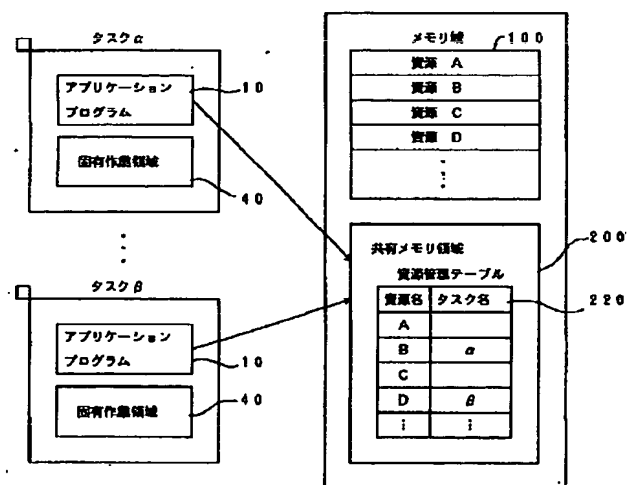 タスクα
アプリケーション
プログラム
10
固有作業領域
40
タスクβ
アプリケーション
プログラム
10
固有作業領域
40
メモリ域
100
資源 A
資源 B
資源 C
資源 D
共有メモリ領域
200
資源管理テーブル
資源名 タスク名
220
A
B α
C
D β